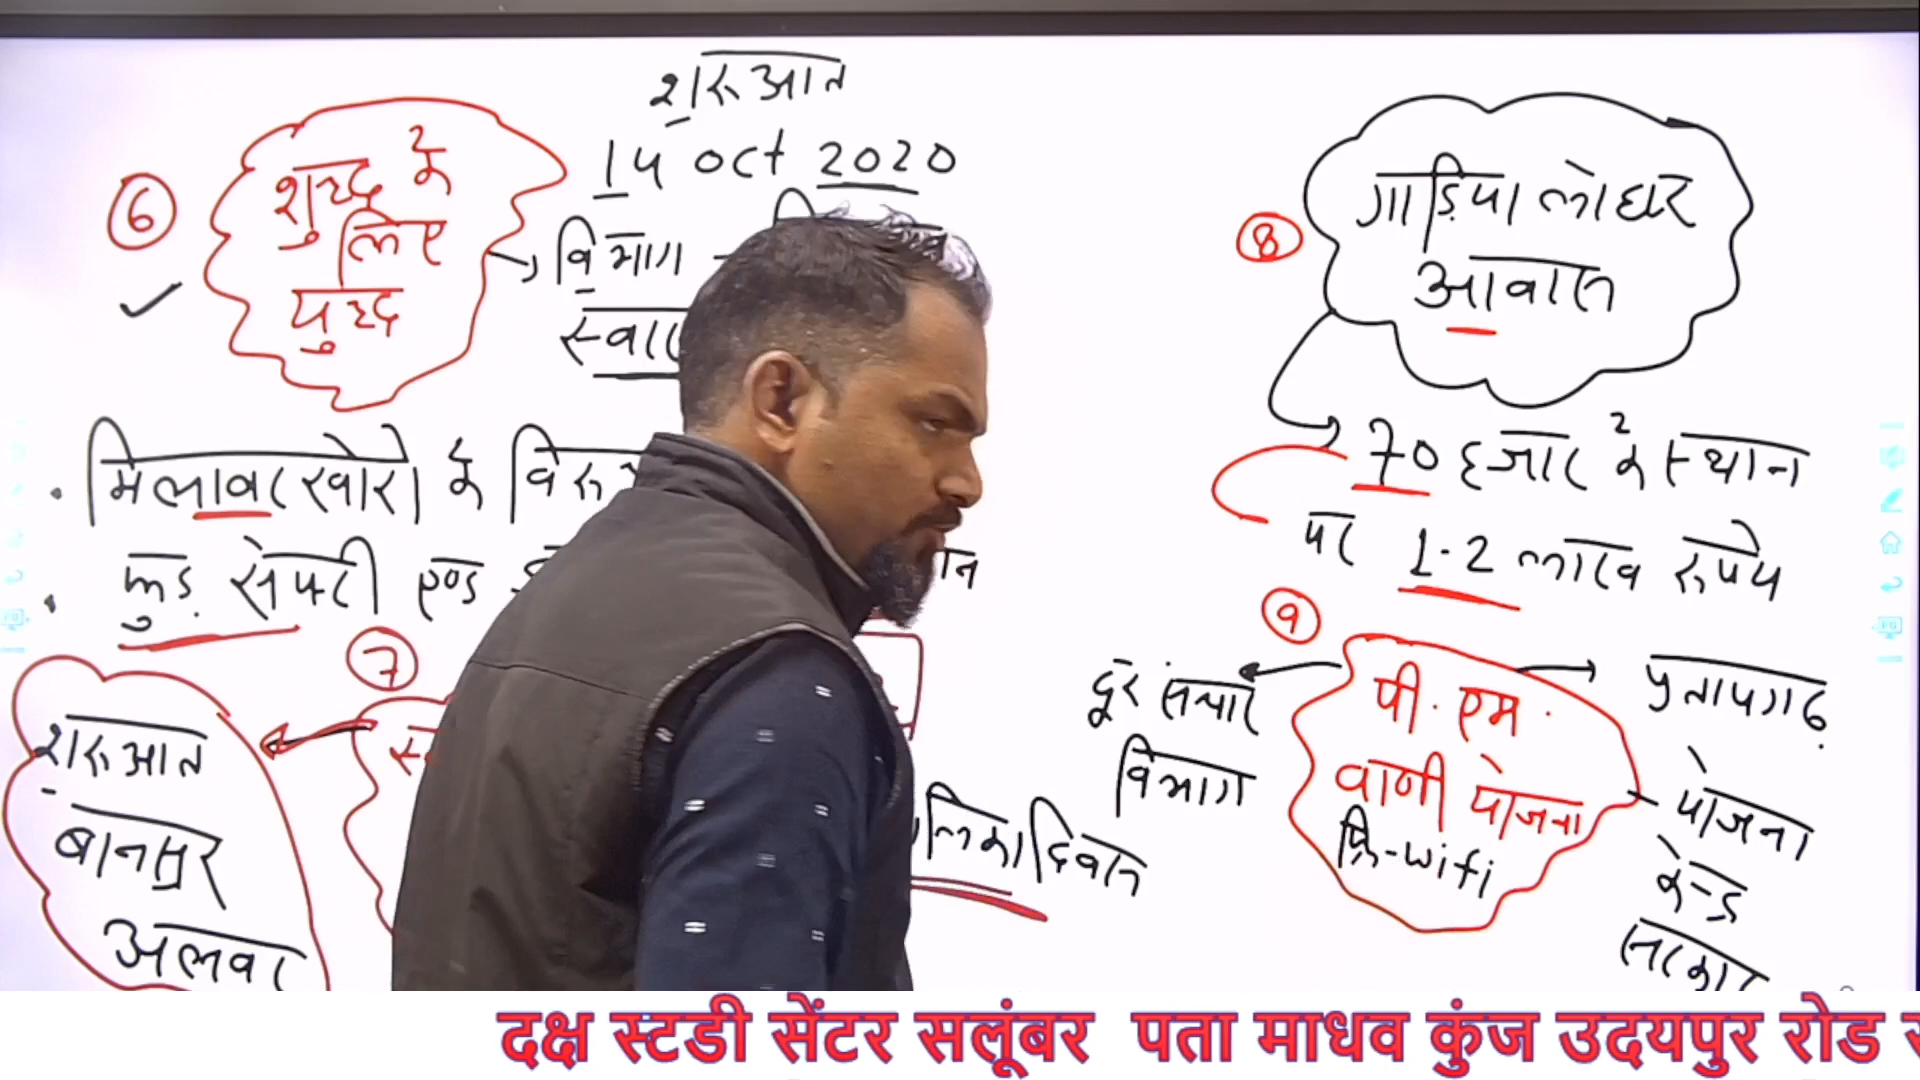 शुरूआत
14 oct 2020
6
शुद्ध के
लिए
युद्ध
विभाग
मिलावटखोरो के
फुड सेफ्टी एण्ड
7
शुरूआत
बानसुर
अलवर
8
गाड़िया लोहार
आवास
70 हजार के स्थान
पर 1-2 लाख रूपये
9
पी. एम.
वाणी योजना
फ्रि-wifi
दूर संचार
विभाग
प्रतापगढ़
योजना
केन्द्र
सरकार
दक्ष स्टडी सेंटर सलूंबर पता माधव कुंज उदयपुर रोड